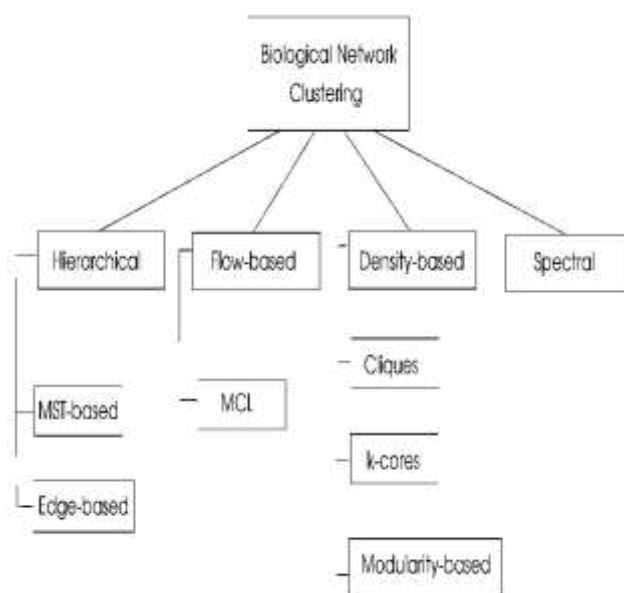 Biological Network
Clustering
Hierarchical
Flow-based
Density-based
Spectral
Cliques
MST-based
MCL
k-cores
Edge-based
Modularity-based